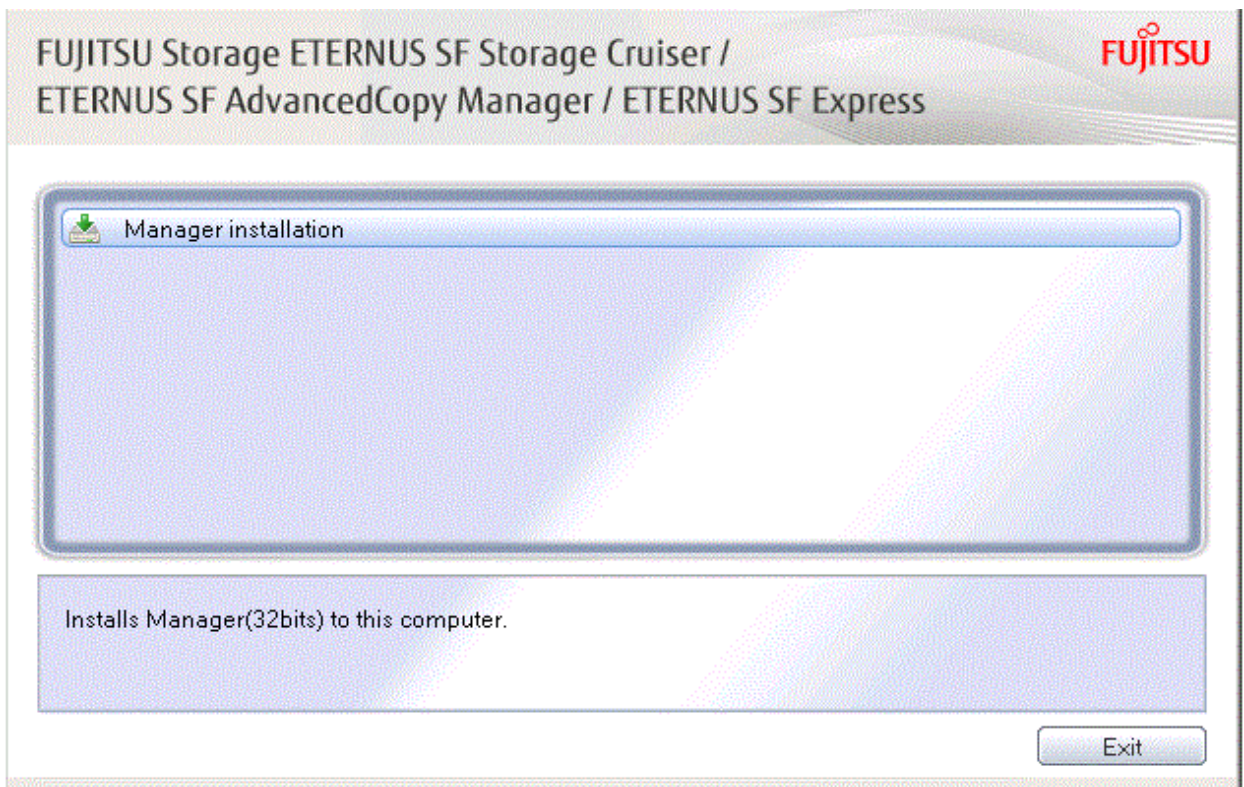 FUJITSU Storage ETERNUS SF Storage Cruiser /
ETERNUS SF AdvancedCopy Manager / ETERNUS SF Express
FUJITSU
Manager installation
Installs Manager(32bits) to this computer.
Exit